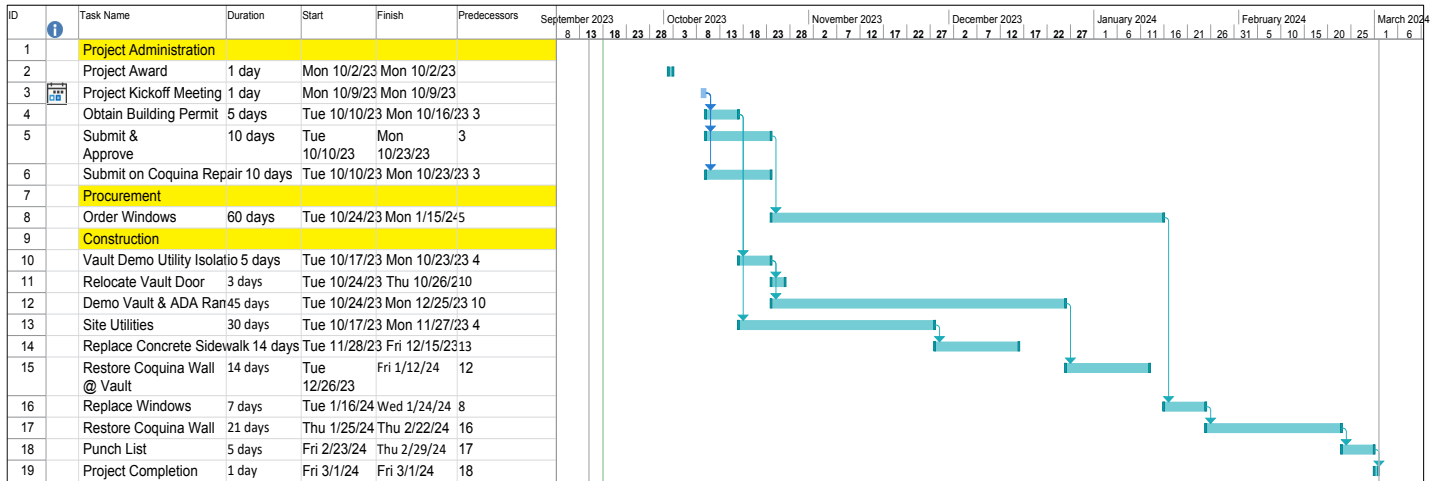 ID Task Name Duration Start Finish Predecessors September 2023 October 2023 November 2023 December 2023 January 2024 February 2024 March 2024
8 13 18 23 28 3 8 13 18 23 28 2 7 12 17 22 27 2 7 12 17 22 27 1 6 11 16 21 26 31 5 10 15 20 25 1 6
1 Project Administration
2 Project Award 1 day Mon 10/2/23 Mon 10/2/23
3 Project Kickoff Meeting 1 day Mon 10/9/23 Mon 10/9/23
4 Obtain Building Permit 5 days Tue 10/10/23 Mon 10/16/23 3
5 Submit & 10 days Tue Mon 3
Approve 10/10/23 10/23/23
6 Submit on Coquina Repair 10 days Tue 10/10/23 Mon 10/23/23 3
7 Procurement
8 Order Windows 60 days Tue 10/24/23 Mon 1/15/24 5
9 Construction
10 Vault Demo Utility Isolatio 5 days Tue 10/17/23 Mon 10/23/23 4
11 Relocate Vault Door 3 days Tue 10/24/23 Thu 10/26/2 10
12 Demo Vault & ADA Ran 45 days Tue 10/24/23 Mon 12/25/23 10
13 Site Utilities 30 days Tue 10/17/23 Mon 11/27/23 4
14 Replace Concrete Sidewalk 14 days Tue 11/28/23 Fri 12/15/23 13
15 Restore Coquina Wall 14 days Tue Fri 1/12/24 12
@ Vault 12/26/23
16 Replace Windows 7 days Tue 1/16/24 Wed 1/24/24 8
17 Restore Coquina Wall 21 days Thu 1/25/24 Thu 2/22/24 16
18 Punch List 5 days Fri 2/23/24 Thu 2/29/24 17
19 Project Completion 1 day Fri 3/1/24 Fri 3/1/24 18